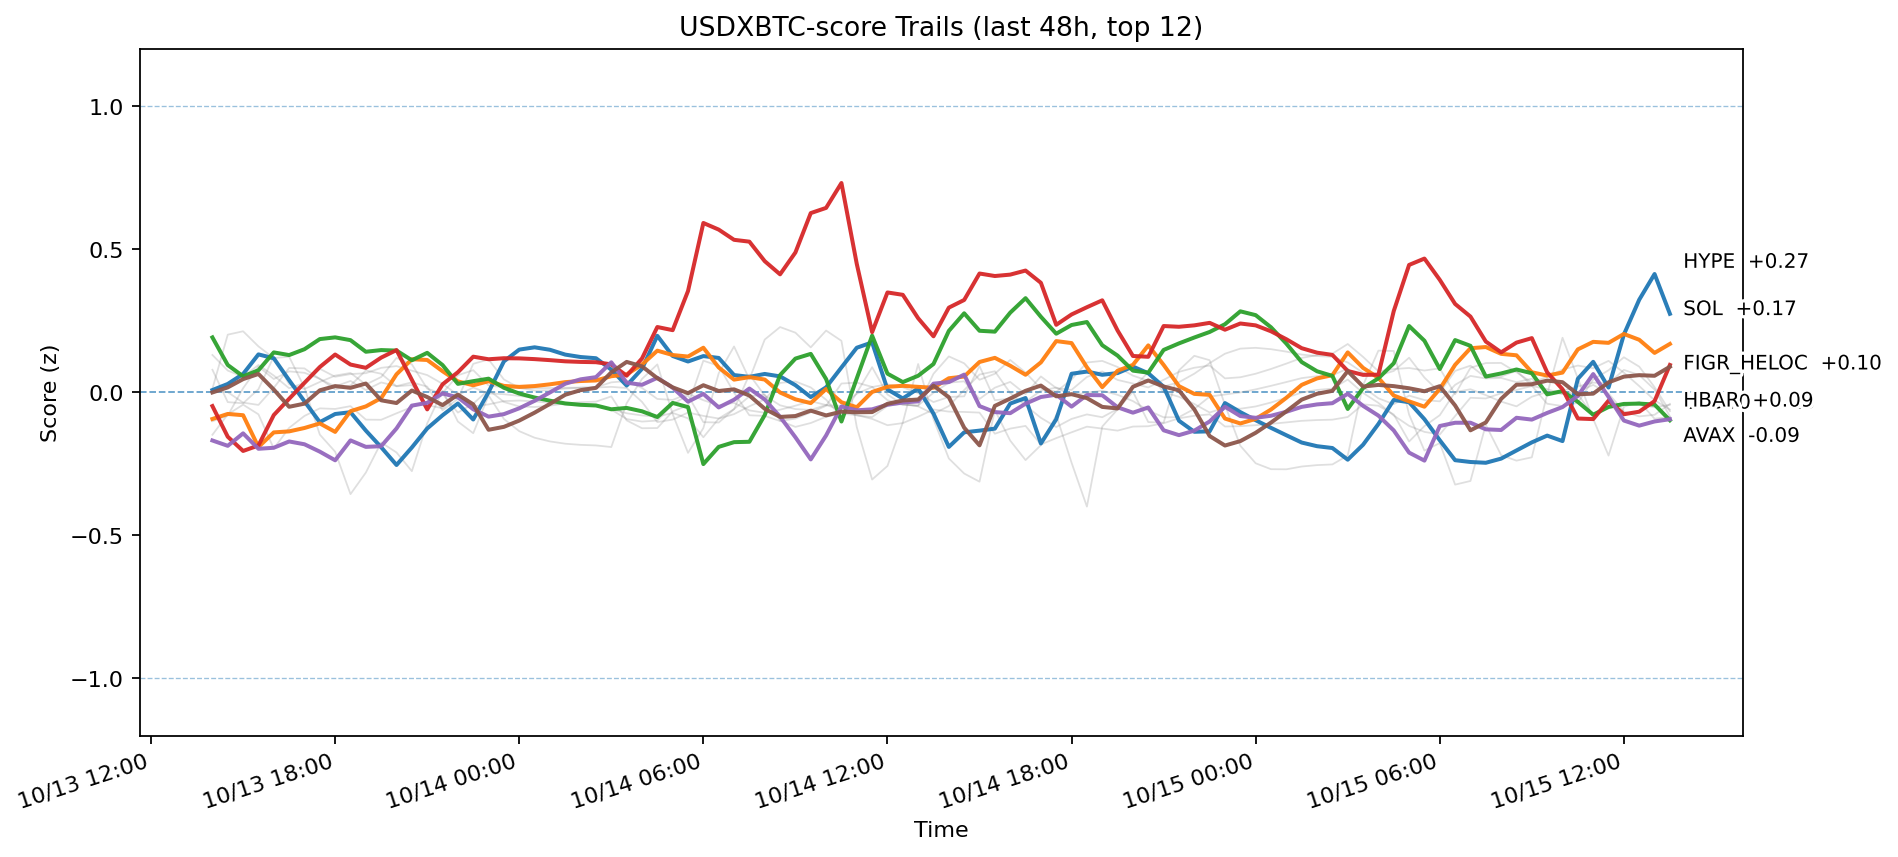 USDXBTC-score Trails (last 48h, top 12)
Score (z)
1.0
0.5
0.0
−0.5
−1.0
HYPE +0.27
SOL +0.17
FIGR_HELOC +0.10
HBAR +0.09
AVAX -0.09
10/13 12:00
10/13 18:00
10/14 00:00
10/14 06:00
10/14 12:00
10/14 18:00
10/15 00:00
10/15 06:00
10/15 12:00
Time